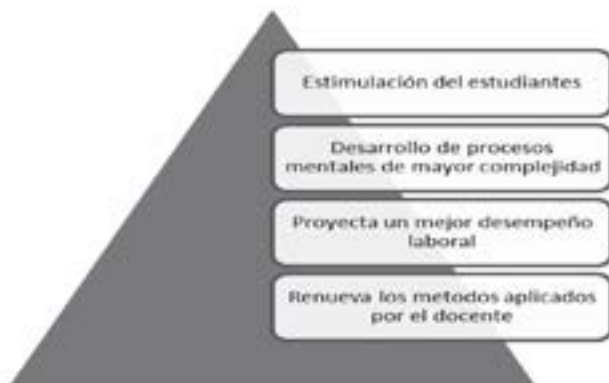 Estimulación del estudiantes
Desarrollo de procesos
mentales de mayor complejidad
Proyecta un mejor desempeño
laboral
Renueva los metodos aplicados
por el docente